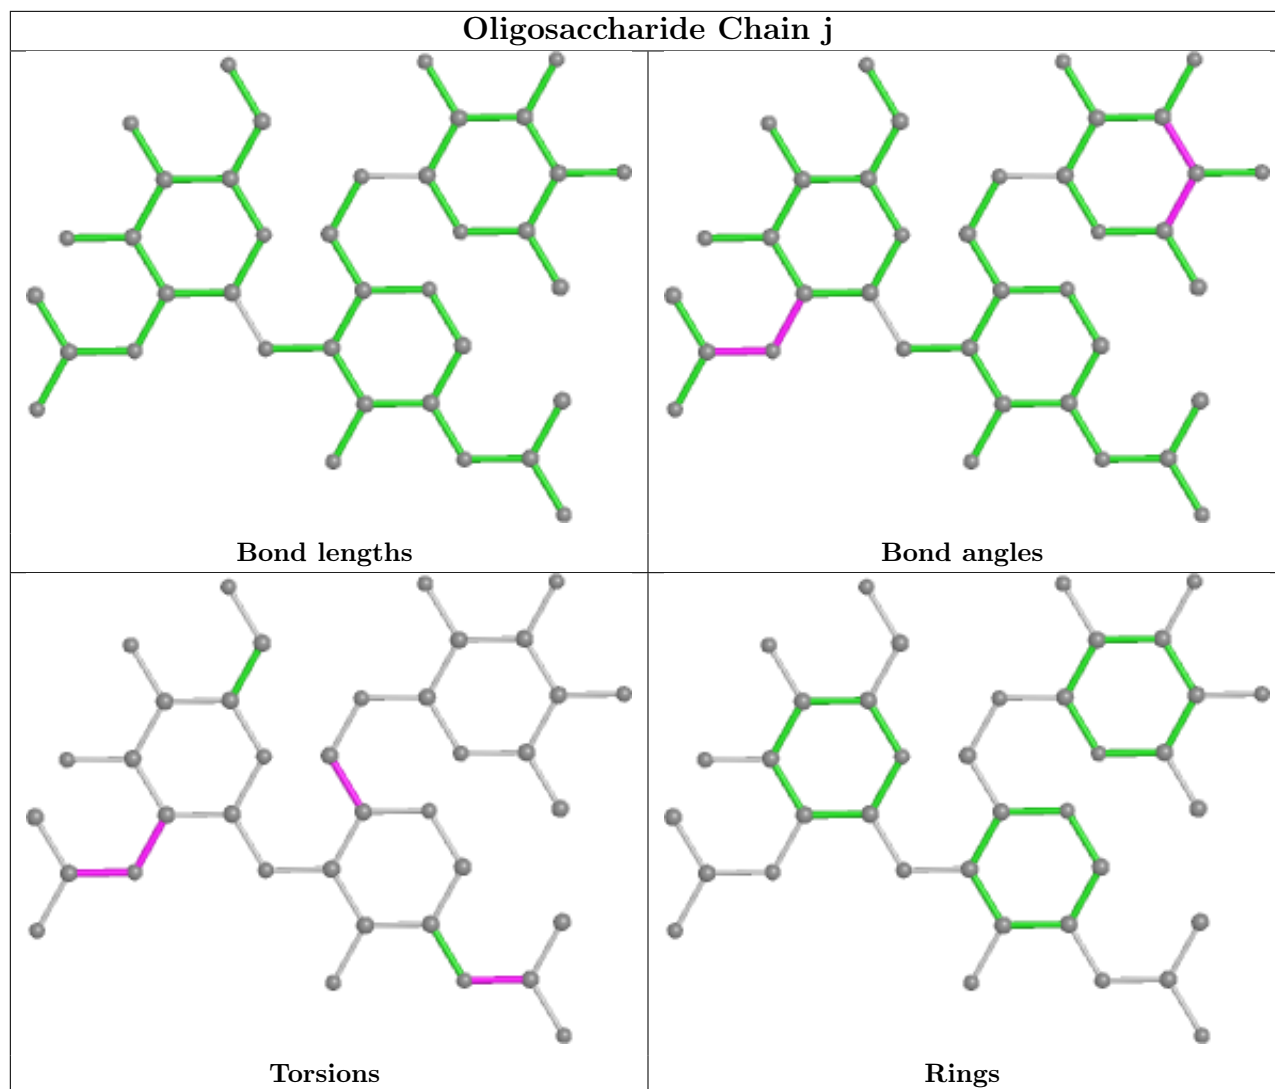 Oligosaccharide Chain j
Bond lengths
Bond angles
Torsions
Rings